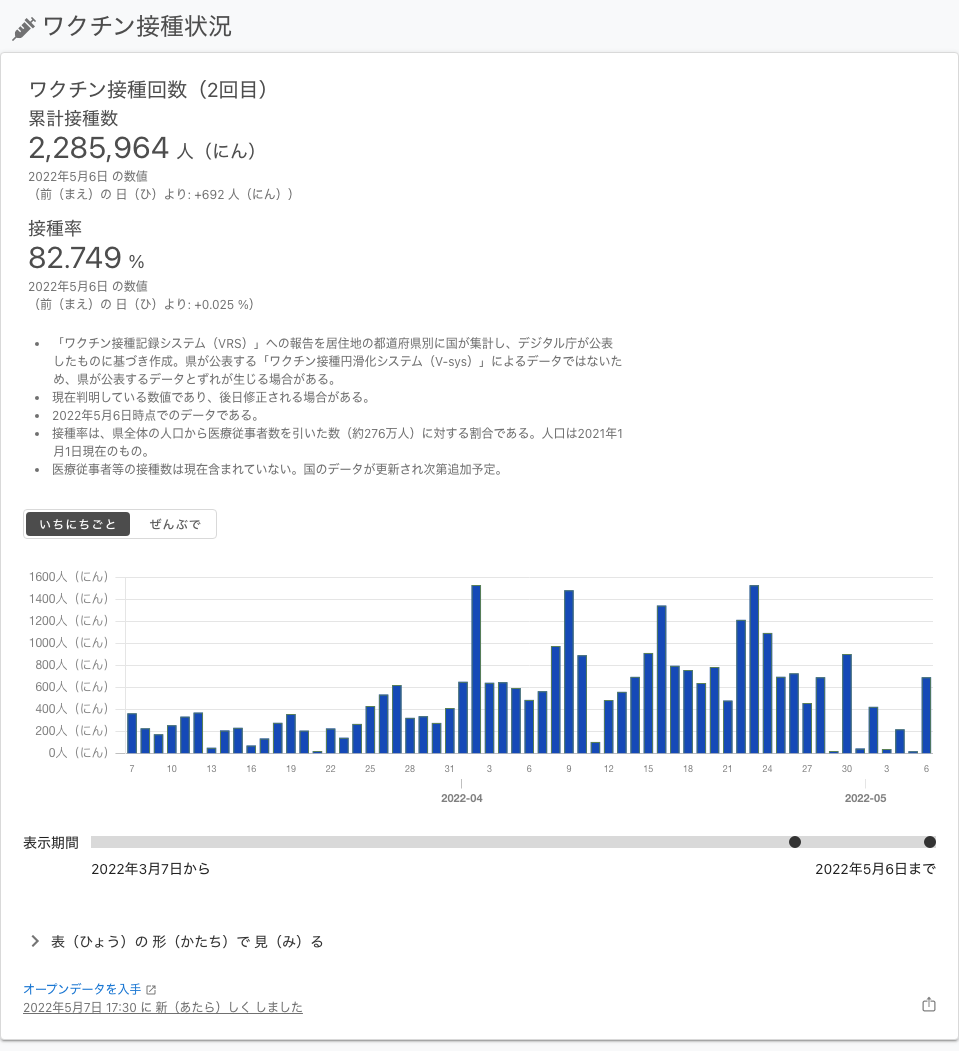 ワクチン接種状況
ワクチン接種回数（2回目）
累計接種数
2,285,964 人（にん）
2022年5月6日 の数値
（前（まえ）の 日（ひ）より: +692 人（にん））
接種率
82.749 %
2022年5月6日 の数値
（前（まえ）の 日（ひ）より: +0.025 %）
• 「ワクチン接種記録システム（VRS）」への報告を居住地の都道府県別に国が集計し、デジタル庁が公表
したものに基づき作成。県が公表する「ワクチン接種円滑化システム（V-sys）」によるデータではないた
め、県が公表するデータとずれが生じる場合がある。
• 現在判明している数値であり、後日修正される場合がある。
• 2022年5月6日時点でのデータである。
• 接種率は、県全体の人口から医療従事者数を引いた数（約276万人）に対する割合である。人口は2021年1
月1日現在のもの。
• 医療従事者等の接種数は現在含まれていない。国のデータが更新され次第追加予定。
いちにちごと ぜんぶで
1600人（にん）
1400人（にん）
1200人（にん）
1000人（にん）
800人（にん）
600人（にん）
400人（にん）
200人（にん）
0人（にん）
7 10 13 16 19 22 25 28 31 3 6 9 12 15 18 21 24 27 30 3 6
2022-04 2022-05
表示期間
2022年3月7日から 2022年5月6日まで
表（ひょう）の 形（かたち）で 見（み）る
オープンデータを入手
2022年5月7日 17:30 に 新（あたら）しく しました